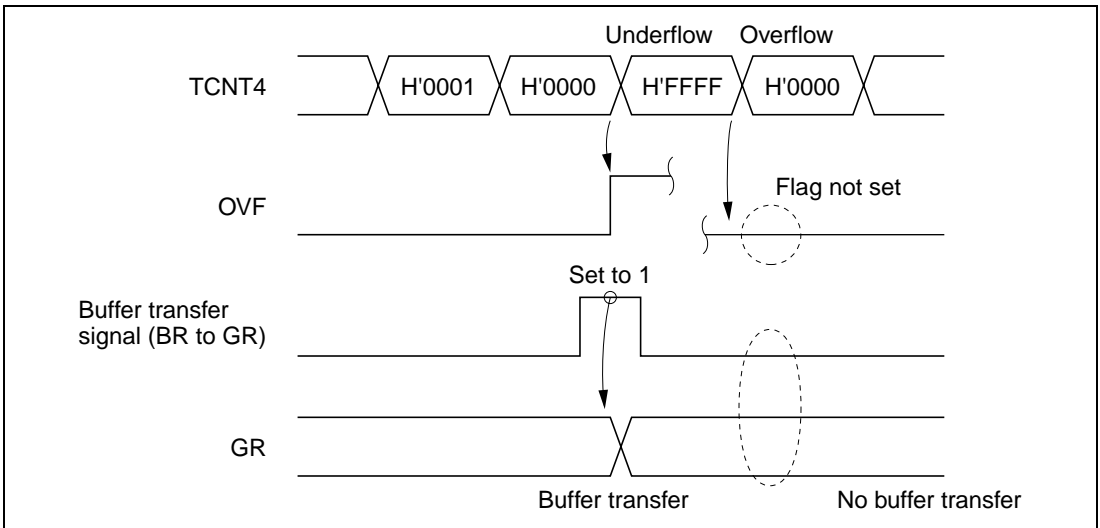 Underflow Overflow
TCNT4 H'0001 H'0000 H'FFFF H'0000
OVF
Flag not set
Set to 1
Buffer transfer
signal (BR to GR)
GR
Buffer transfer No buffer transfer